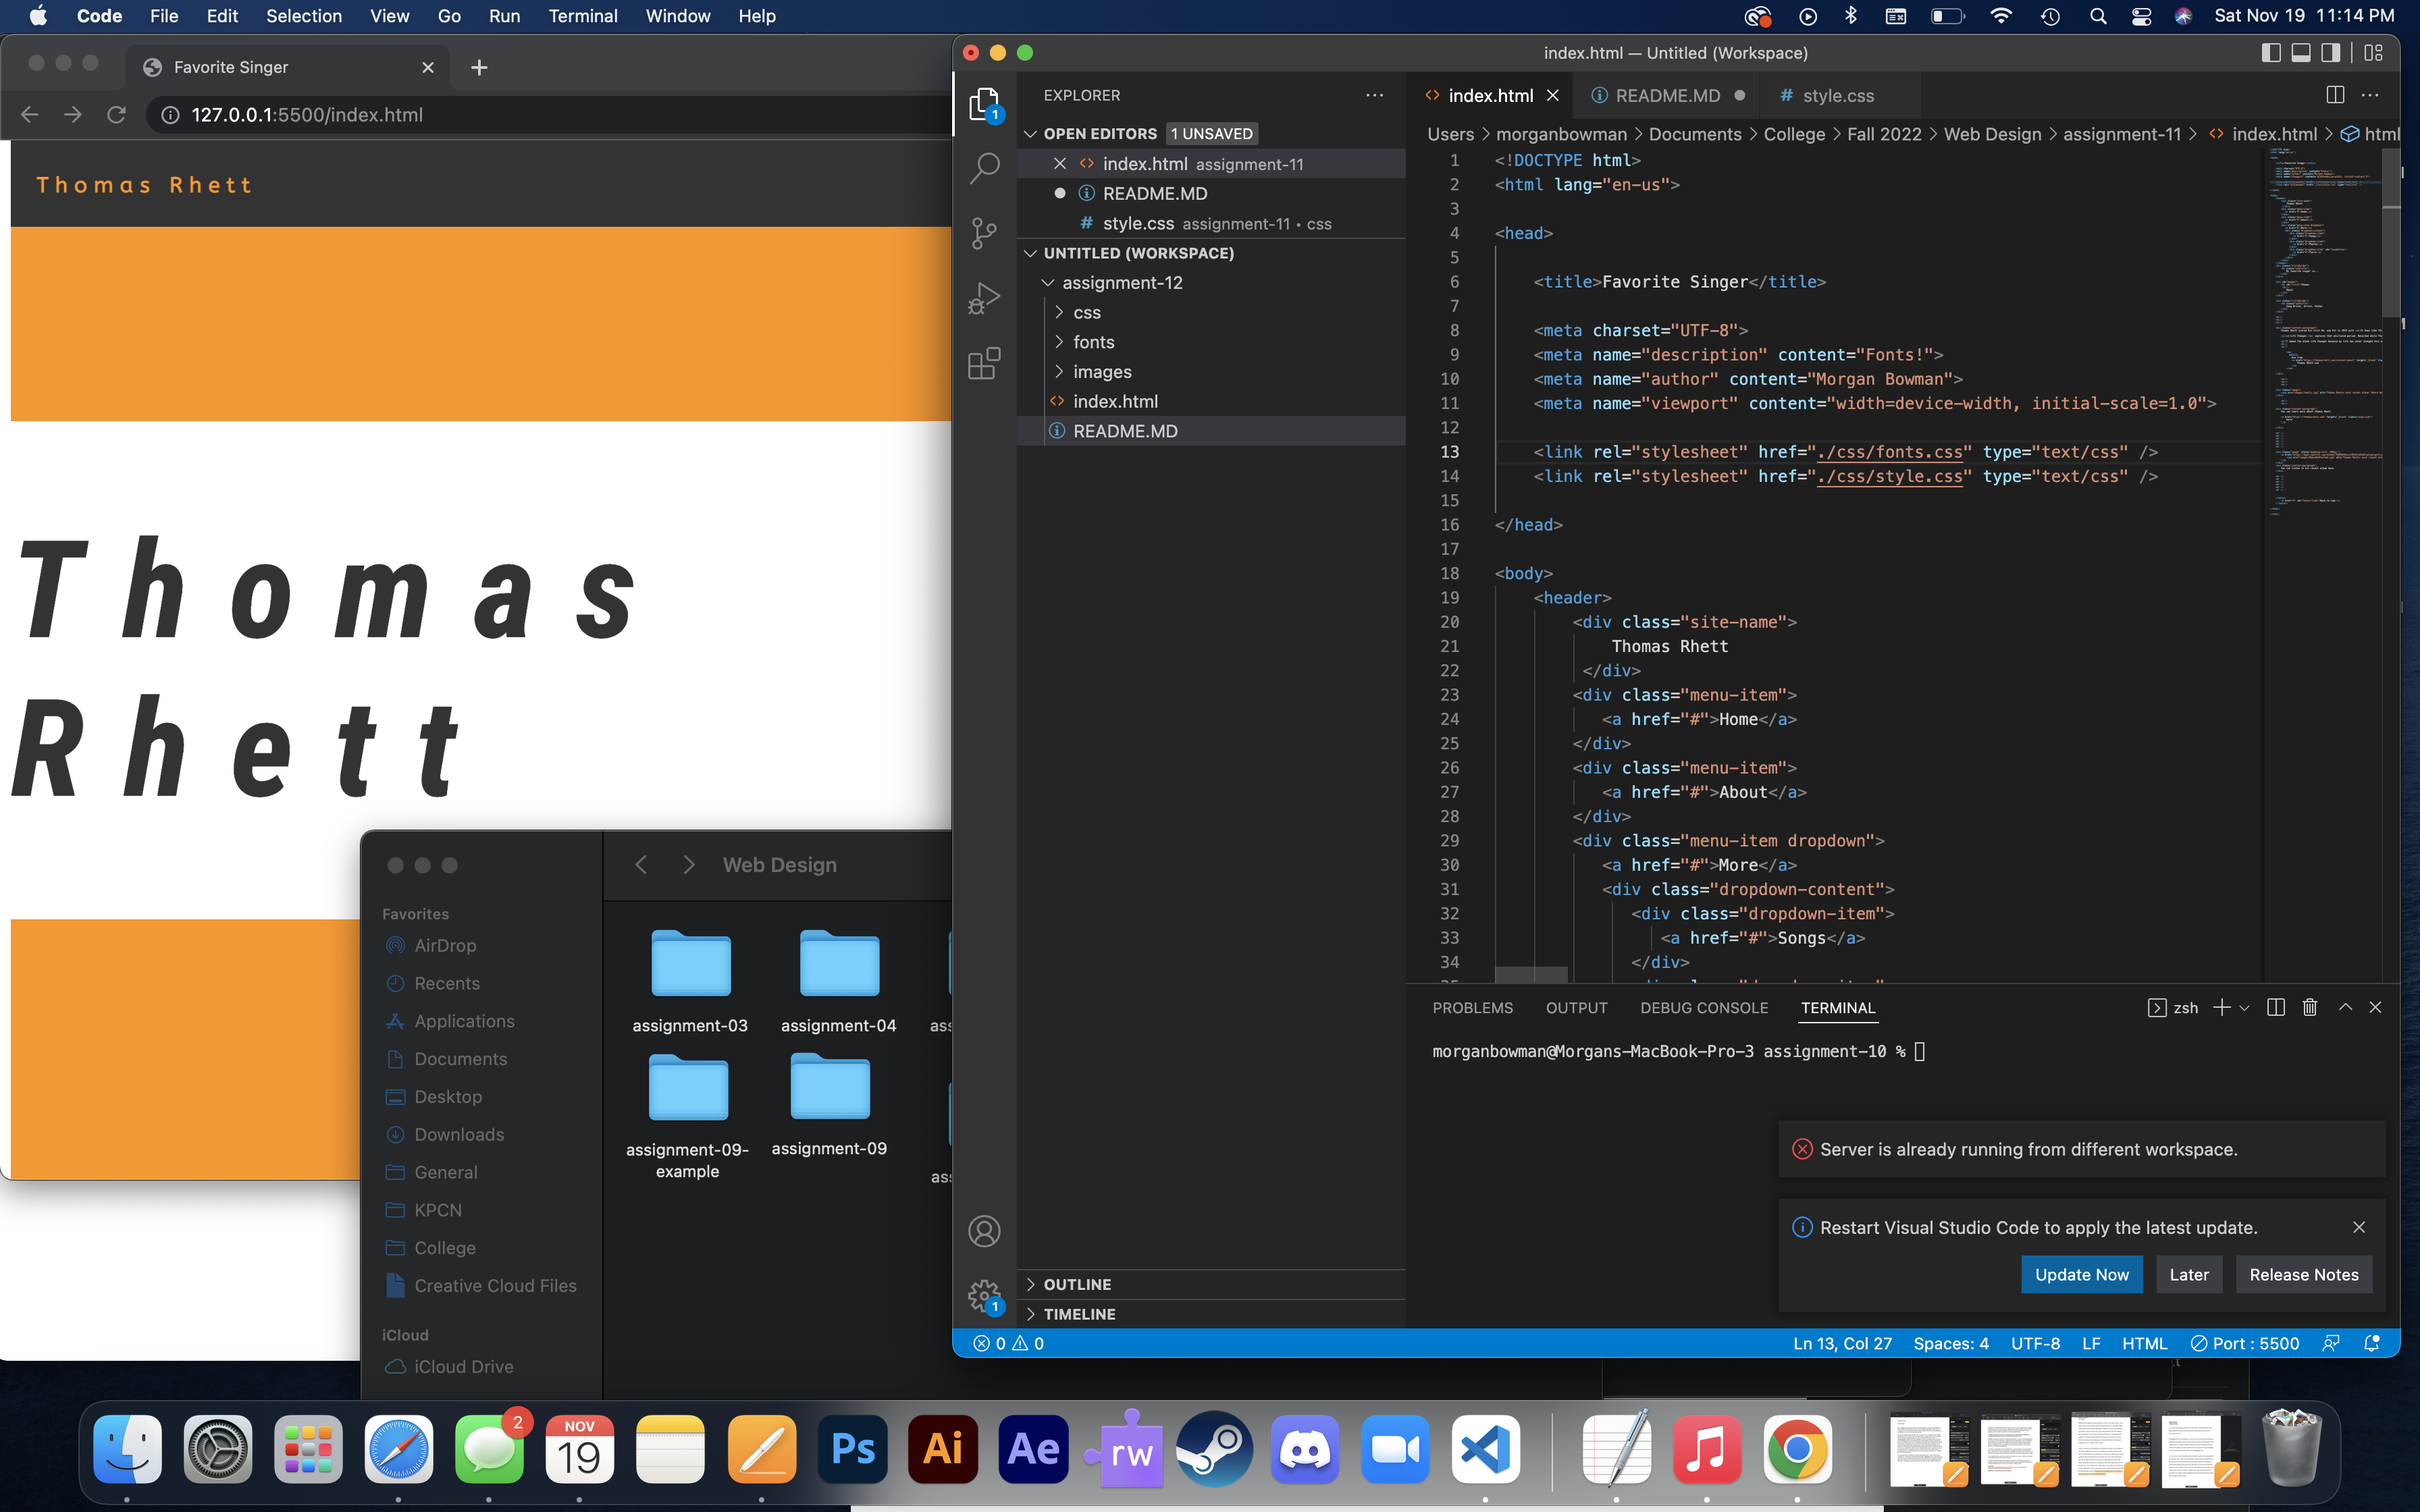 Code File Edit Selection View Go Run Terminal Window Help
Sat Nov 19 11:14 PM
Favorite Singer
127.0.0.1:5500/index.html
Thomas Rhett
Thomas
Rhett
Web Design
Favorites
AirDrop
Recents
Applications
Documents
Desktop
Downloads
General
KPCN
College
Creative Cloud Files
iCloud
iCloud Drive
assignment-03
assignment-04
ass
assignment-09-
example
assignment-09
ass
index.html — Untitled (Workspace)
EXPLORER
1
OPEN EDITORS 1 UNSAVED
index.html assignment-11
README.MD
style.css assignment-11 • css
UNTITLED (WORKSPACE)
assignment-12
css
fonts
images
index.html
README.MD
OUTLINE
TIMELINE
1
index.html
README.MD
# style.css
Users > morganbowman > Documents > College > Fall 2022 > Web Design > assignment-11 > index.html > html
1 <!DOCTYPE html>
2 <html lang="en-us">
3
4 <head>
5
6 <title>Favorite Singer</title>
7
8 <meta charset="UTF-8">
9 <meta name="description" content="Fonts!">
10 <meta name="author" content="Morgan Bowman">
11 <meta name="viewport" content="width=device-width, initial-scale=1.0">
12
13 <link rel="stylesheet" href="./css/fonts.css" type="text/css" />
14 <link rel="stylesheet" href="./css/style.css" type="text/css" />
15
16 </head>
17
18 <body>
19 <header>
20 <div class="site-name">
21 Thomas Rhett
22 </div>
23 <div class="menu-item">
24 <a href="#">Home</a>
25 </div>
26 <div class="menu-item">
27 <a href="#">About</a>
28 </div>
29 <div class="menu-item dropdown">
30 <a href="#">More</a>
31 <div class="dropdown-content">
32 <div class="dropdown-item">
33 <a href="#">Songs</a>
34 </div>
PROBLEMS OUTPUT DEBUG CONSOLE TERMINAL
zsh
morganbowman@Morgans-MacBook-Pro-3 assignment-10 %
Server is already running from different workspace.
Restart Visual Studio Code to apply the latest update.
Update Now Later Release Notes
0 0
Ln 13, Col 27 Spaces: 4 UTF-8 LF HTML Port : 5500
2
NOV
19
Ps
Ai
Ae
rw